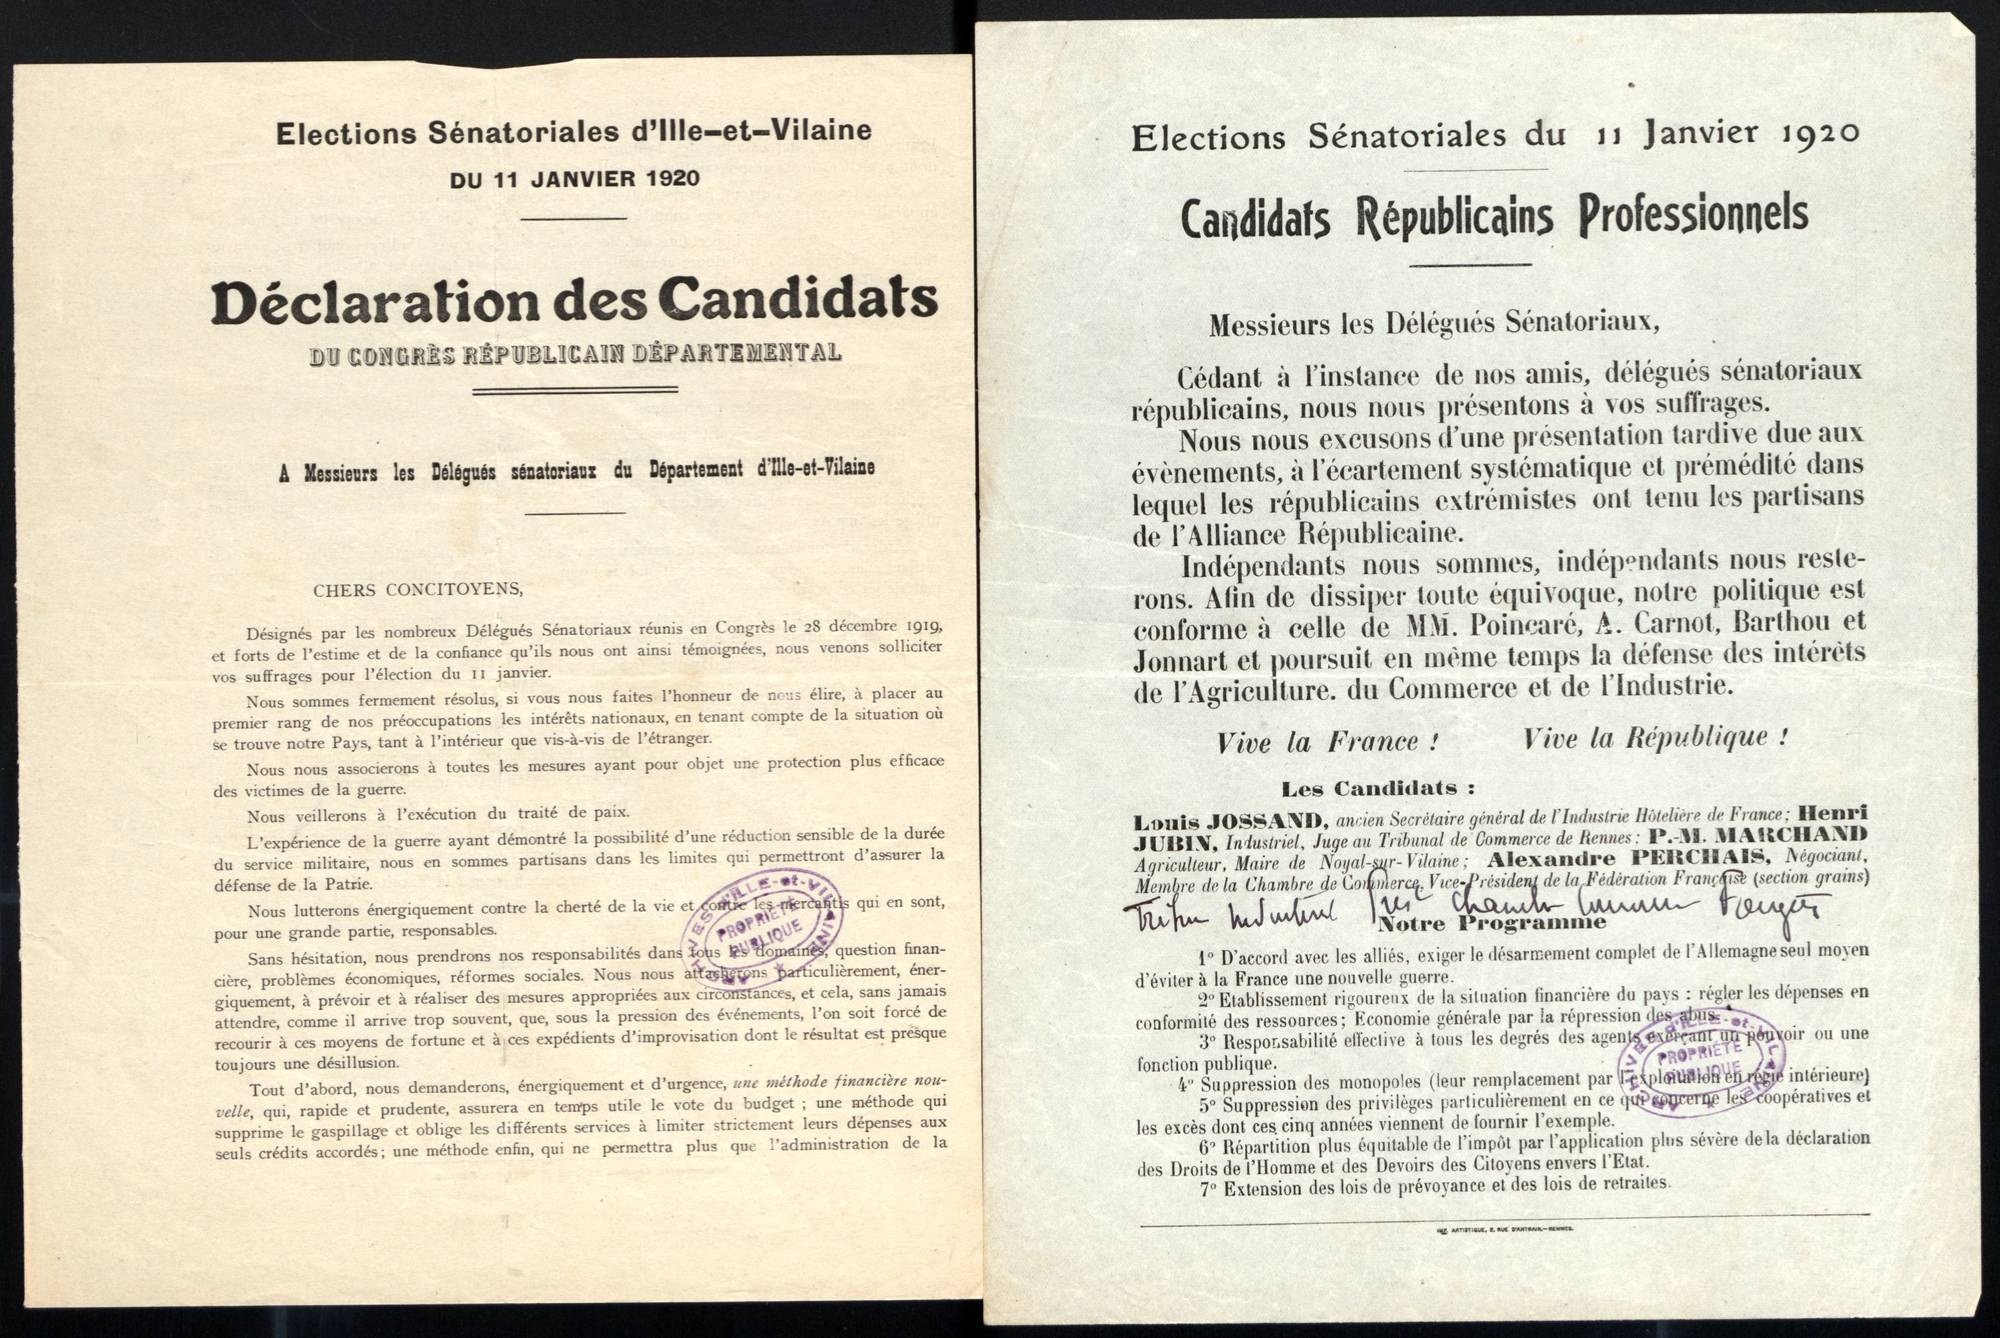 Elections Sénatoriales d'Ille-et-Vilaine
DU 11 JANVIER 1920
Déclaration des Candidats
DU CONGRÈS RÉPUBLICAIN DÉPARTEMENTAL
A Messieurs les Délégués sénatoriaux du Département d'Ille-et-Vilaine
CHERS CONCITOYENS,
Désignés par les nombreux Délégués Sénatoriaux réunis en Congrès le 28 décembre 1919,
et forts de l'estime et de la confiance qu'ils nous ont ainsi témoignées, nous venons solliciter
vos suffrages pour l'élection du 11 janvier.
Nous sommes fermement résolus, si vous nous faites l'honneur de nous élire, à placer au
premier rang de nos préoccupations les intérêts nationaux, en tenant compte de la situation où
se trouve notre Pays, tant à l'intérieur que vis-à-vis de l'étranger.
Nous nous associerons à toutes les mesures ayant pour objet une protection plus efficace
des victimes de la guerre.
Nous veillerons à l'exécution du traité de paix.
L'expérience de la guerre ayant démontré la possibilité d'une réduction sensible de la durée
du service militaire, nous en sommes partisans dans les limites qui permettront d'assurer la
défense de la Patrie.
Nous lutterons énergiquement contre la cherté de la vie et contre les mercantis qui en sont,
pour une grande partie, responsables.
Sans hésitation, nous prendrons nos responsabilités dans tous les domaines, question finan-
cière, problèmes économiques, réformes sociales. Nous nous attacherons particulièrement, éner-
giquement, à prévoir et à réaliser des mesures appropriées aux circonstances, et cela, sans jamais
attendre, comme il arrive trop souvent, que, sous la pression des événements, l'on soit forcé de
recourir à ces moyens de fortune et à ces expédients d'improvisation dont le résultat est presque
toujours une désillusion.
Tout d'abord, nous demanderons, énergiquement et d'urgence, une méthode financière nou-
velle, qui, rapide et prudente, assurera en temps utile le vote du budget ; une méthode qui
supprime le gaspillage et oblige les différents services à limiter strictement leurs dépenses aux
seuls crédits accordés ; une méthode enfin, qui ne permettra plus que l'administration de la
ARCHIVES D'ILLE-et-VILAINE
PROPRIÉTÉ
PUBLIQUE
Elections Sénatoriales du 11 Janvier 1920
Candidats Républicains Professionnels
Messieurs les Délégués Sénatoriaux,
Cédant à l'instance de nos amis, délégués sénatoriaux
républicains, nous nous présentons à vos suffrages.
Nous nous excusons d'une présentation tardive due aux
évènements, à l'écartement systématique et prémédité dans
lequel les républicains extrémistes ont tenu les partisans
de l'Alliance Républicaine.
Indépendants nous sommes, indépendants nous reste-
rons. Afin de dissiper toute équivoque, notre politique est
conforme à celle de MM. Poincaré, A. Carnot, Barthou et
Jonnart et poursuit en même temps la défense des intérêts
de l'Agriculture. du Commerce et de l'Industrie.
Vive la France ! Vive la République !
Les Candidats :
Louis JOSSAND, ancien Secrétaire général de l'Industrie Hôtelière de France ; Henri
JUBIN, Industriel, Juge au Tribunal de Commerce de Rennes ; P.-M. MARCHAND
Agriculteur, Maire de Noyal-sur-Vilaine ; Alexandre PERCHAIS, Négociant,
Membre de la Chambre de Commerce, Vice-Président de la Fédération Française (section grains)
Chambre Commerce Fougères
Notre Programme
1° D'accord avec les alliés, exiger le désarmement complet de l'Allemagne seul moyen
d'éviter à la France une nouvelle guerre.
2° Etablissement rigoureux de la situation financière du pays : régler les dépenses en
conformité des ressources ; Economie générale par la répression des abus.
3° Responsabilité effective à tous les degrés des agents exerçant un pouvoir ou une
fonction publique.
4° Suppression des monopoles (leur remplacement par l'exploitation en régie intérieure)
5° Suppression des privilèges particulièrement en ce qui concerne les coopératives et
les excès dont ces cinq années viennent de fournir l'exemple.
6° Répartition plus équitable de l'impôt par l'application plus sévère de la déclaration
des Droits de l'Homme et des Devoirs des Citoyens envers l'Etat.
7° Extension des lois de prévoyance et des lois de retraites.
ARCHIVES D'ILLE-et-VILAINE
PROPRIÉTÉ
PUBLIQUE
IMP. ARTISTIQUE, 2, RUE D'ANTRAIN.—RENNES.